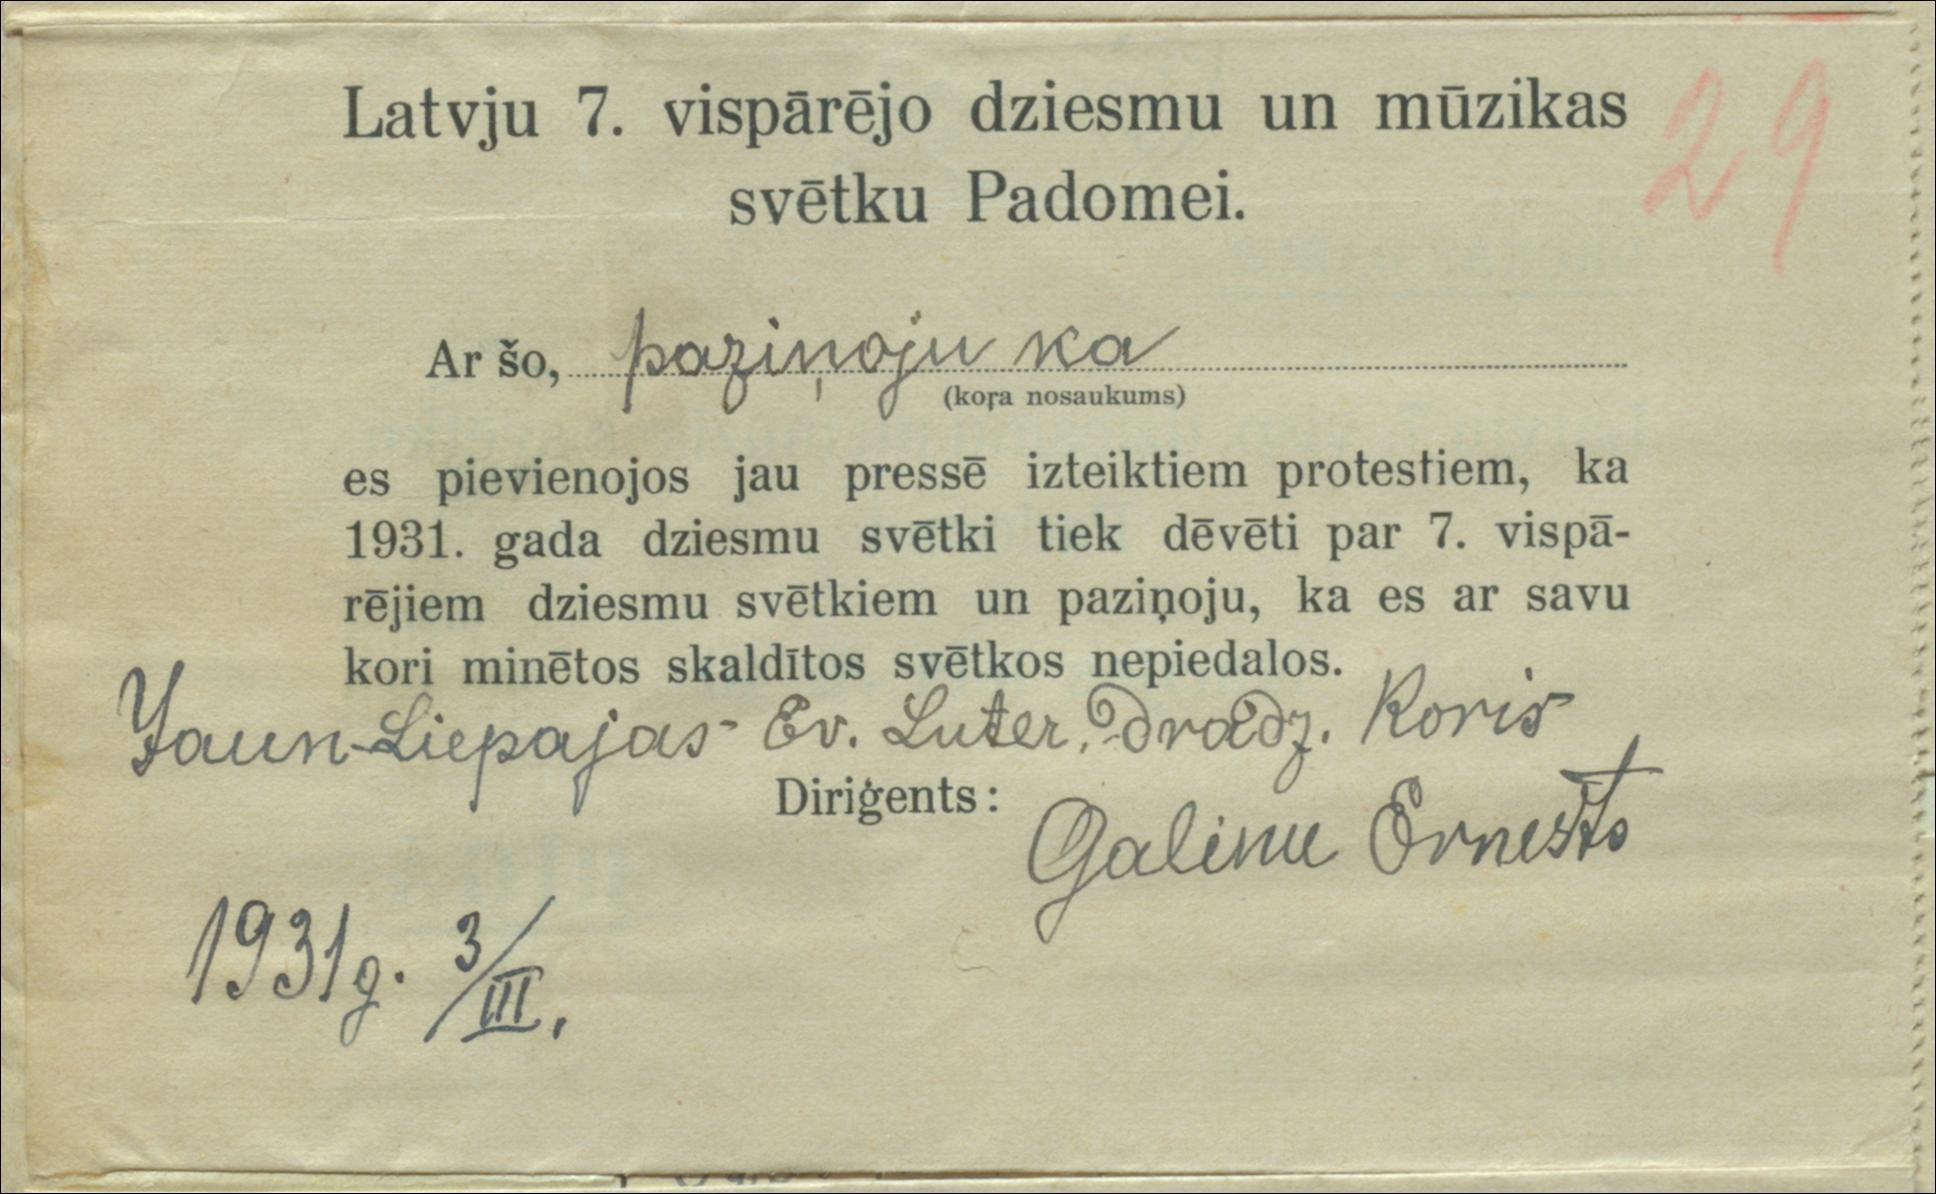 Latvju 7. vispārējo dziesmu un mūzikas
29
svētku Padomei.
Ar šo, paziņoju ka
(koŗa nosaukums)
es pievienojos jau pressē izteiktiem protestiem, ka
1931. gada dziesmu svētki tiek dēvēti par 7. vispā-
rējiem dziesmu svētkiem un paziņoju, ka es ar savu
kori minētos skaldītos svētkos nepiedalos.
Jaun-Liepajas Ev. Luter. Dradz. Koris
Diriģents: Galinu Ernests
1931 g. 3/III.